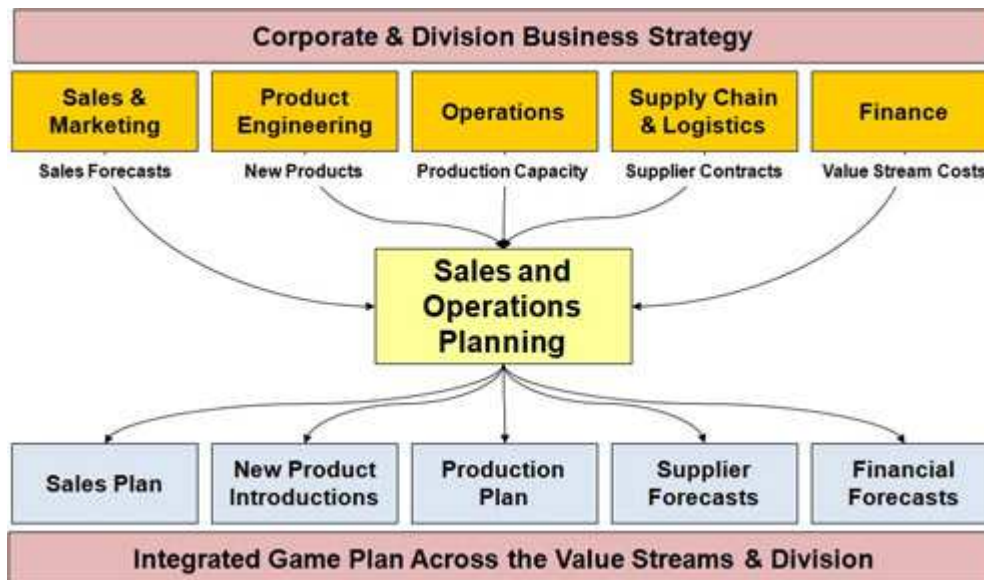 Corporate & Division Business Strategy
Sales &
Marketing
Product
Engineering
Operations
Supply Chain
& Logistics
Finance
Sales Forecasts
New Products
Production Capacity
Supplier Contracts
Value Stream Costs
Sales and
Operations
Planning
Sales Plan
New Product
Introductions
Production
Plan
Supplier
Forecasts
Financial
Forecasts
Integrated Game Plan Across the Value Streams & Division